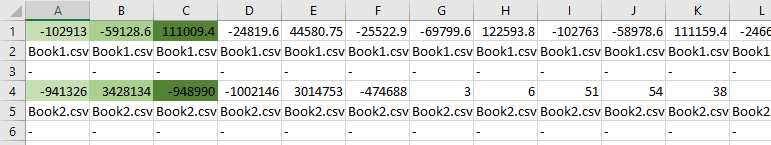 A B C D E F G H I J K L
1 -102913 -59128.6 111009.4 -24819.6 44580.75 -25522.9 -69799.6 122593.8 -102763 -58978.6 111159.4 -2466
2 Book1.csv Book1.csv Book1.csv Book1.csv Book1.csv Book1.csv Book1.csv Book1.csv Book1.csv Book1.csv Book1.csv Book1
3 - - - - - - - - - - - -
4 -941326 3428134 -948990 -1002146 3014753 -474688 3 6 51 54 38
5 Book2.csv Book2.csv Book2.csv Book2.csv Book2.csv Book2.csv Book2.csv Book2.csv Book2.csv Book2.csv Book2.csv Book2
6 - - - - - - - - - - - -